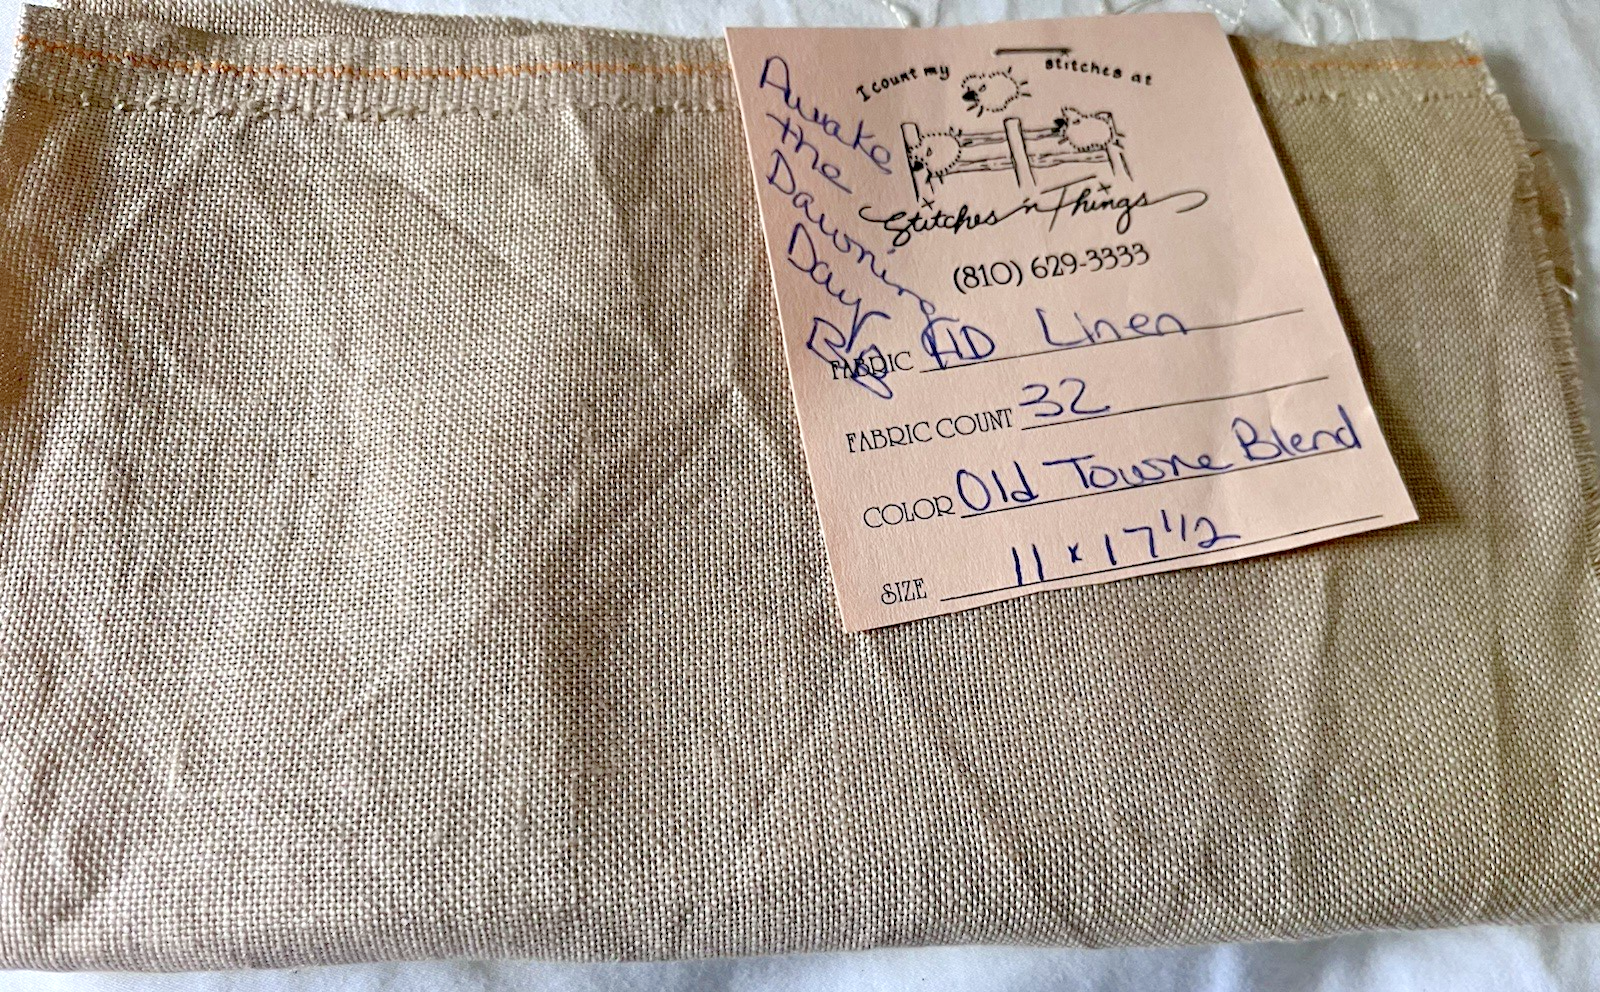 I count my stitches at
Stitches 'n Things
(810) 629-3333
Awake
the
Dawning
Day
FABRIC HD Linen
FABRIC COUNT 32
COLOR Old Towne Blend
SIZE 11 x 17 1/2